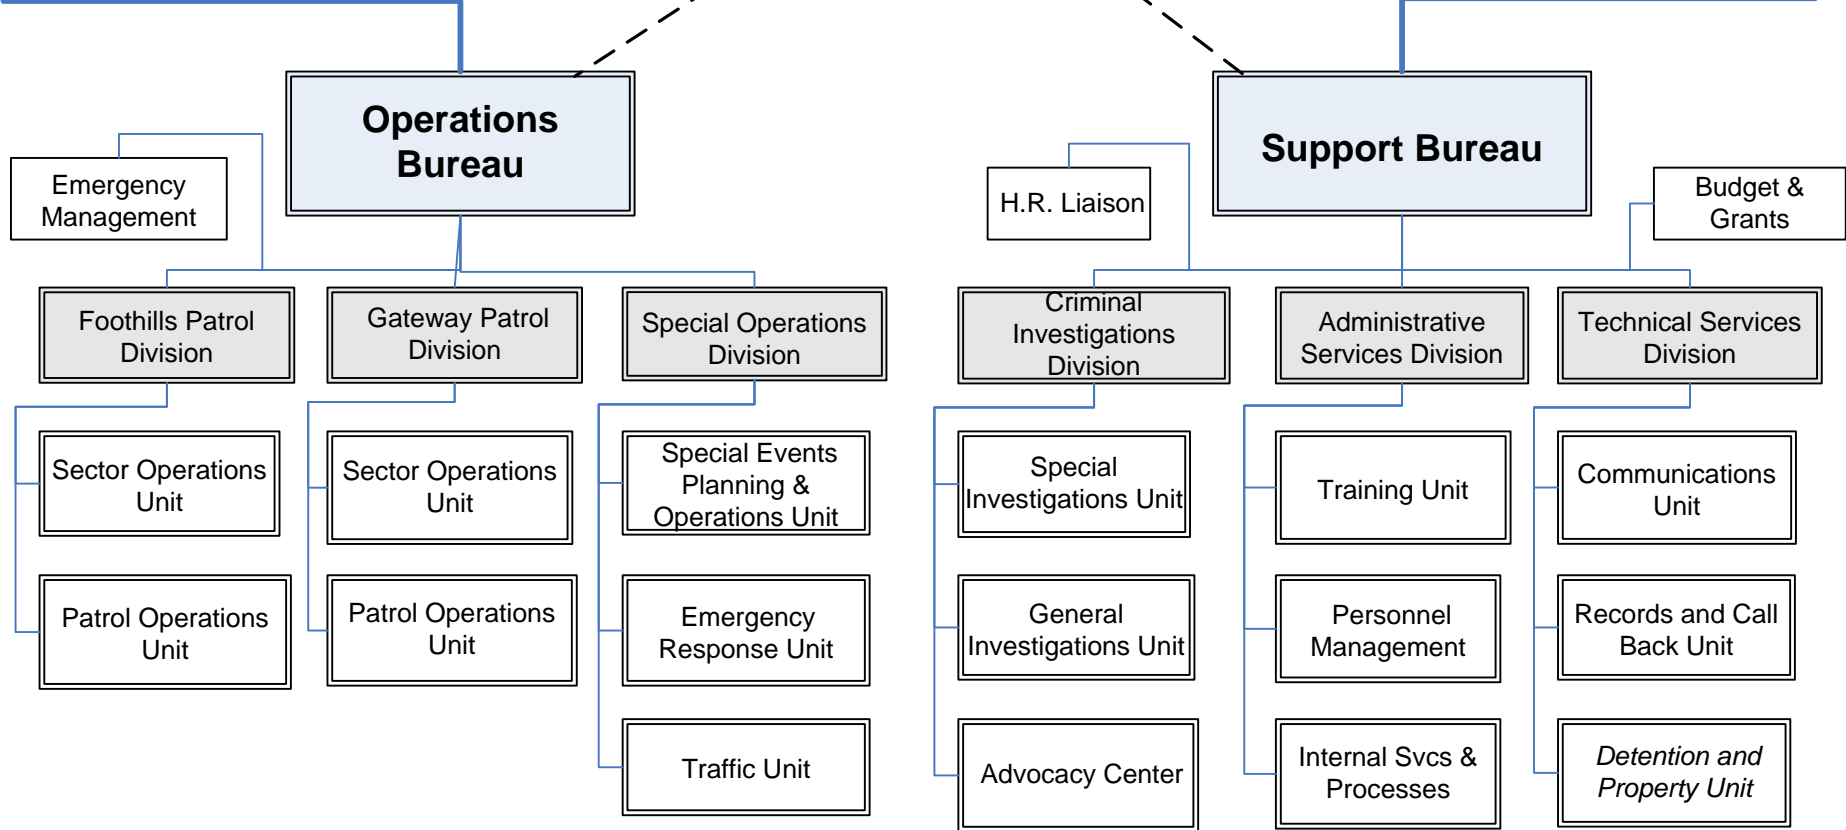 Operations
Bureau
Support Bureau
Emergency
Management
H.R. Liaison
Budget &
Grants
Foothills Patrol
Division
Gateway Patrol
Division
Special Operations
Division
Criminal
Investigations
Division
Administrative
Services Division
Technical Services
Division
Sector Operations
Unit
Sector Operations
Unit
Special Events
Planning &
Operations Unit
Special
Investigations Unit
Training Unit
Communications
Unit
Patrol Operations
Unit
Patrol Operations
Unit
Emergency
Response Unit
General
Investigations Unit
Personnel
Management
Records and Call
Back Unit
Traffic Unit
Advocacy Center
Internal Svcs &
Processes
Detention and
Property Unit